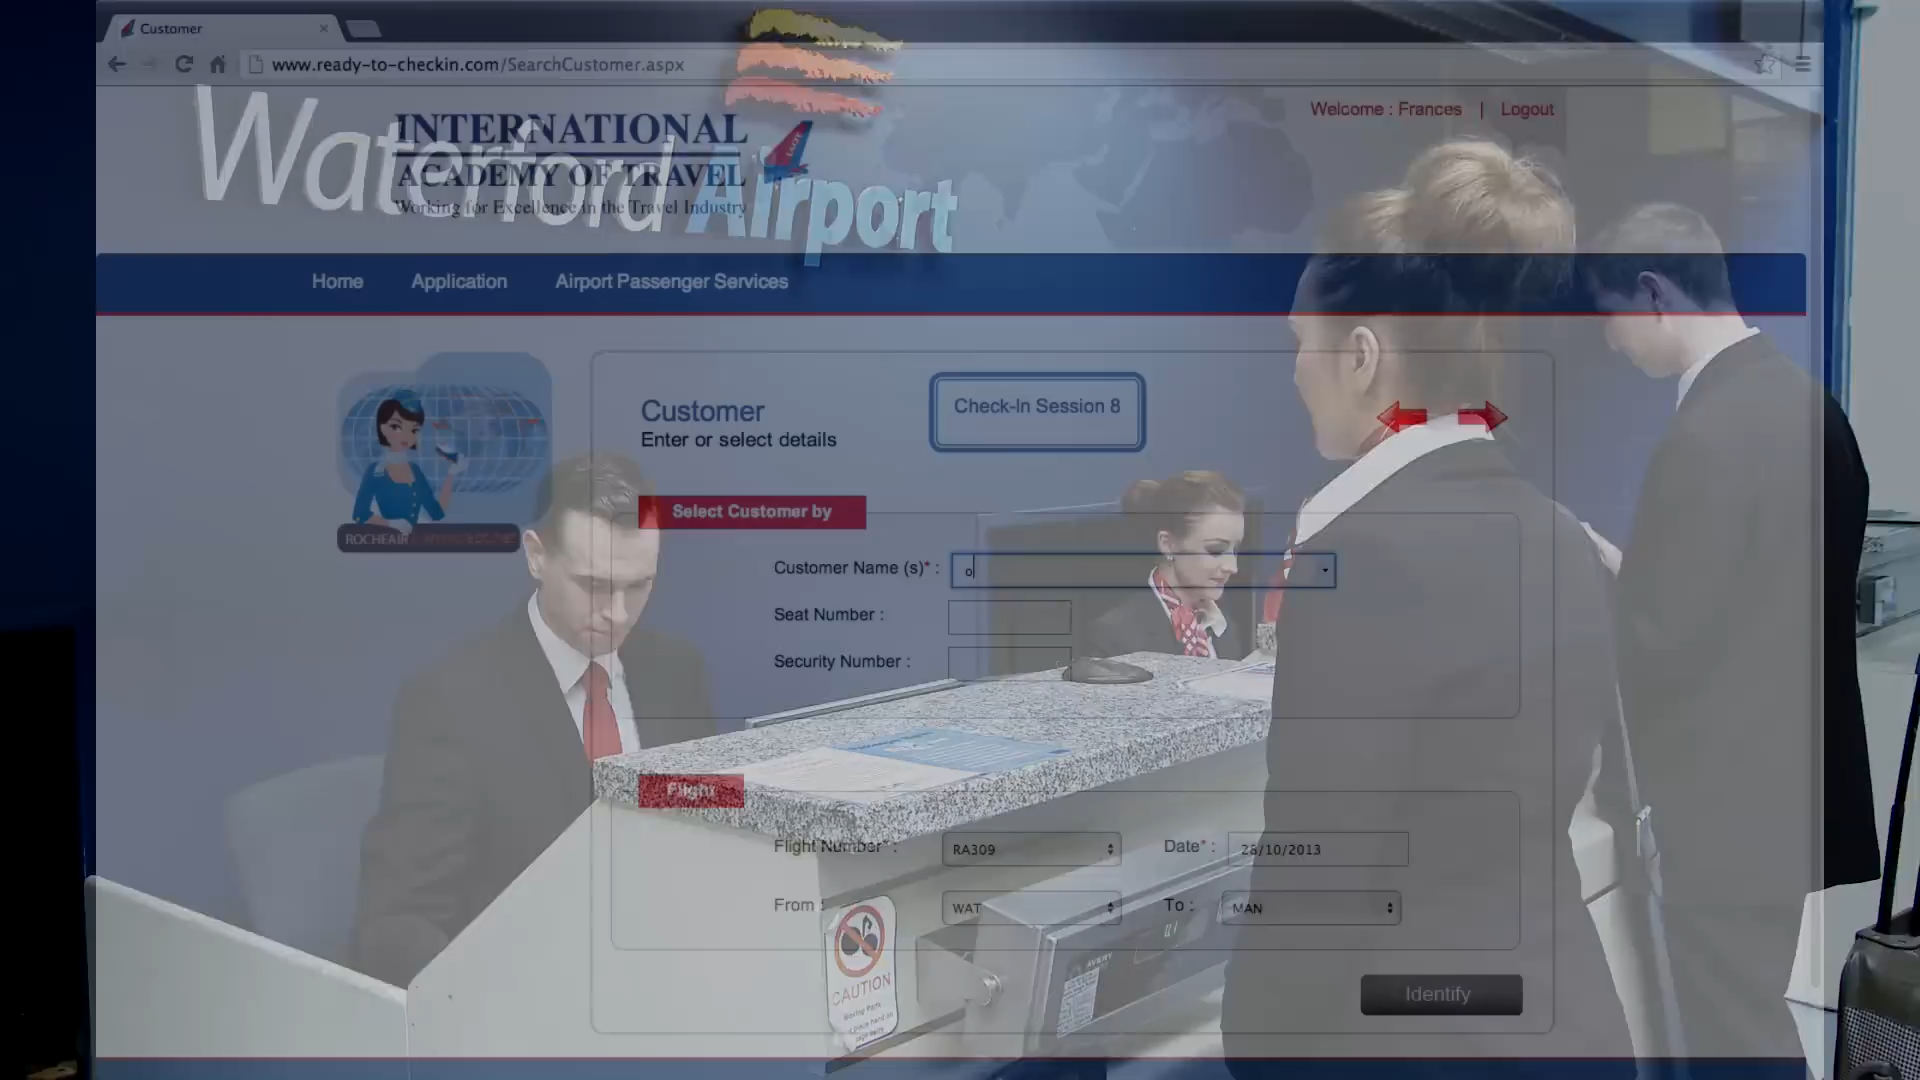 Customer
www.ready-to-checkin.com/SearchCustomer.aspx
Welcome : Frances | Logout
Waterford Airport
INTERNATIONAL
ACADEMY OF TRAVEL
Working for Excellence in the Travel Industry
Home Application Airport Passenger Services
Customer
Enter or select details
Check-In Session 8
Select Customer by
ROCHEAIR
Customer Name (s)* : o
Seat Number :
Security Number :
Flight
Flight Number* : RA309 Date* : 28/10/2013
From : WAT To : MAN
AVERY
CAUTION
Identify